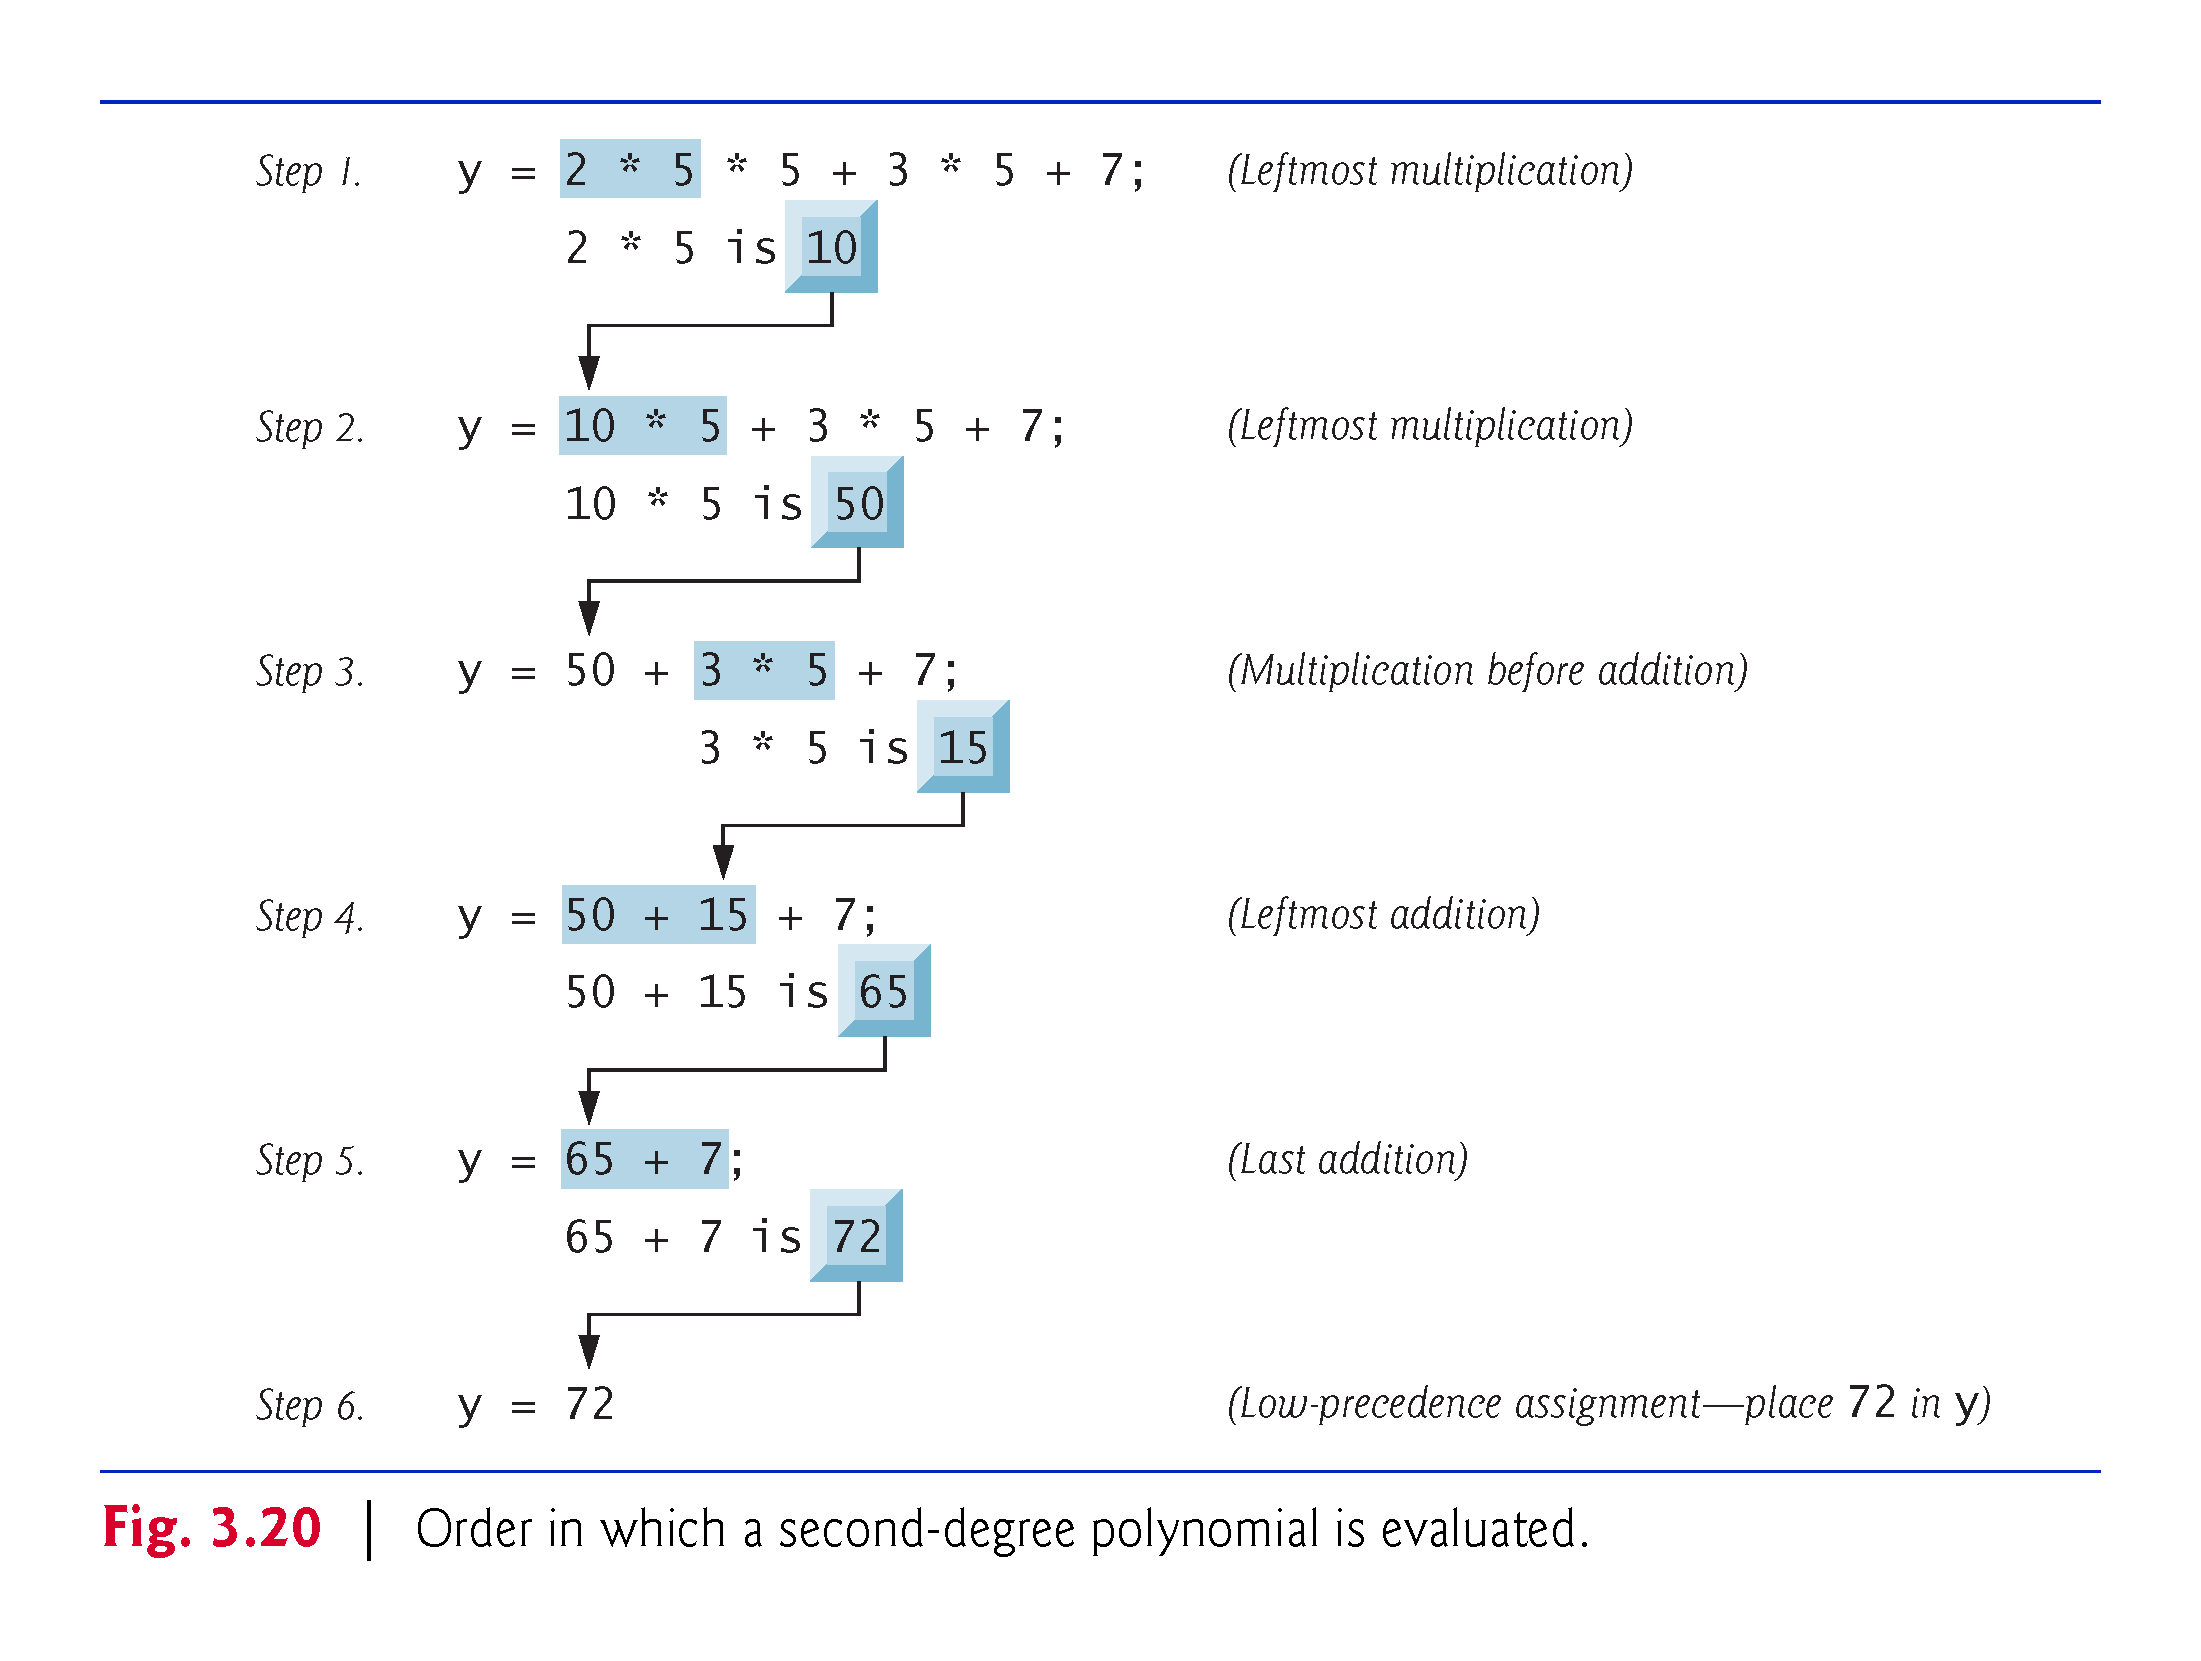 Step 1. y = 2 * 5 * 5 + 3 * 5 + 7; (Leftmost multiplication)
2 * 5 is 10
Step 2. y = 10 * 5 + 3 * 5 + 7; (Leftmost multiplication)
10 * 5 is 50
Step 3. y = 50 + 3 * 5 + 7; (Multiplication before addition)
3 * 5 is 15
Step 4. y = 50 + 15 + 7; (Leftmost addition)
50 + 15 is 65
Step 5. y = 65 + 7; (Last addition)
65 + 7 is 72
Step 6. y = 72 (Low-precedence assignment—place 72 in y)
Fig. 3.20 | Order in which a second-degree polynomial is evaluated.